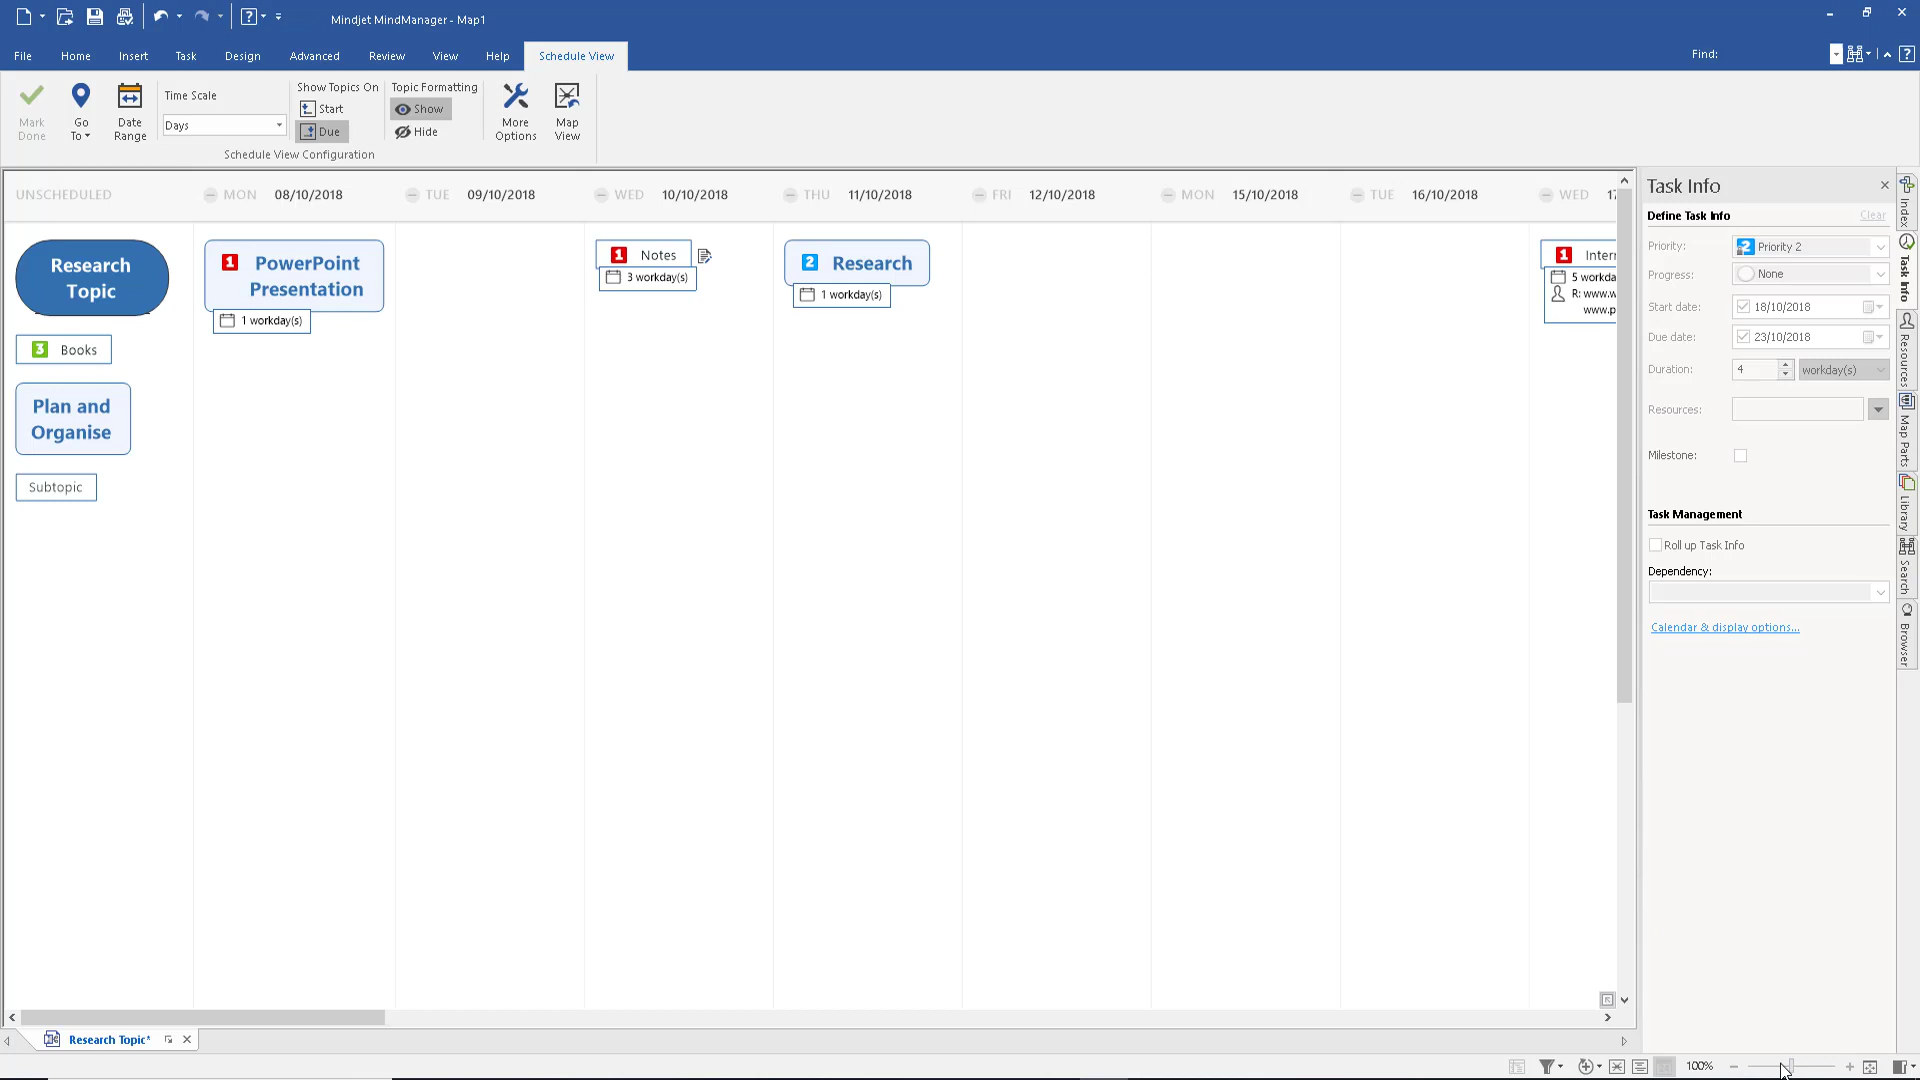 Mindjet MindManager - Map1
File Home Insert Task Design Advanced Review View Help Schedule View Find:
Mark Done
Go To
Date Range
Time Scale
Days
Show Topics On
Start
Due
Topic Formatting
Show
Hide
More Options
Map View
Schedule View Configuration
UNSCHEDULED MON 08/10/2018 TUE 09/10/2018 WED 10/10/2018 THU 11/10/2018 FRI 12/10/2018 MON 15/10/2018 TUE 16/10/2018 WED 17
Research
Topic
3 Books
Plan and
Organise
Subtopic
1 PowerPoint
Presentation
1 workday(s)
1 Notes
3 workday(s)
2 Research
1 workday(s)
1 Interr
5 workda
R: www.w
www.p
Task Info
Define Task Info Clear
Priority: 2 Priority 2
Progress: None
Start date: 18/10/2018
Due date: 23/10/2018
Duration: 4 workday(s)
Resources:
Milestone:
Task Management
Roll up Task Info
Dependency:
Calendar & display options...
Index
Task Info
Resources
Map Parts
Library
Search
Browser
Research Topic*
100%